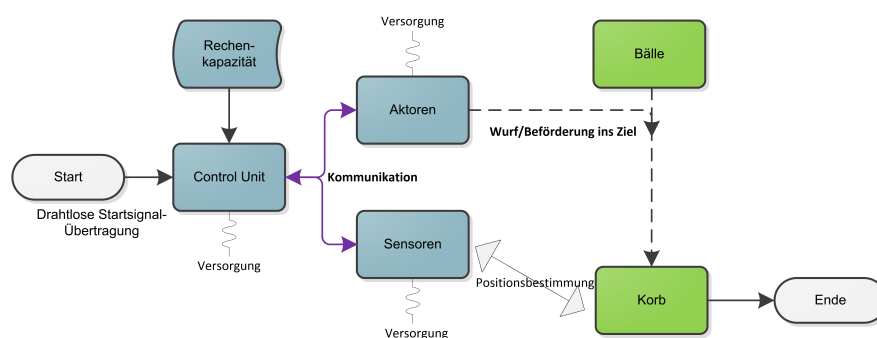 Versorgung
Rechen-
kapazität
Bälle
Aktoren
Wurf/Beförderung ins Ziel
Start
Control Unit
Kommunikation
Drahtlose Startsignal-
Übertragung
Sensoren
Versorgung
Positionsbestimmung
Korb
Ende
Versorgung